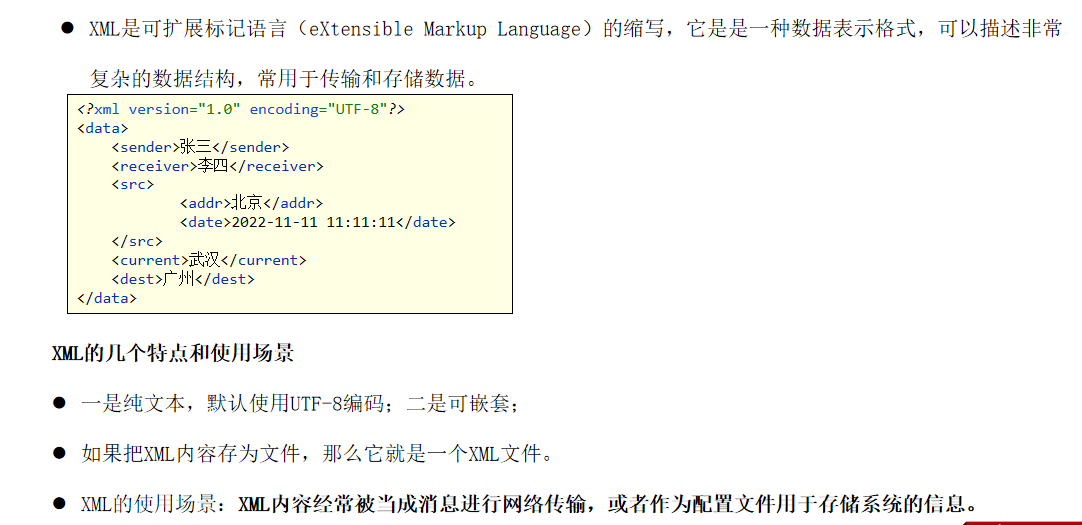 ● XML是可扩展标记语言（eXtensible Markup Language）的缩写，它是是一种数据表示格式，可以描述非常
复杂的数据结构，常用于传输和存储数据。
<?xml version="1.0" encoding="UTF-8"?>
<data>
    <sender>张三</sender>
    <receiver>李四</receiver>
    <src>
            <addr>北京</addr>
            <date>2022-11-11 11:11:11</date>
    </src>
    <current>武汉</current>
    <dest>广州</dest>
</data>
XML的几个特点和使用场景
● 一是纯文本，默认使用UTF-8编码；二是可嵌套；
● 如果把XML内容存为文件，那么它就是一个XML文件。
● XML的使用场景：XML内容经常被当成消息进行网络传输，或者作为配置文件用于存储系统的信息。